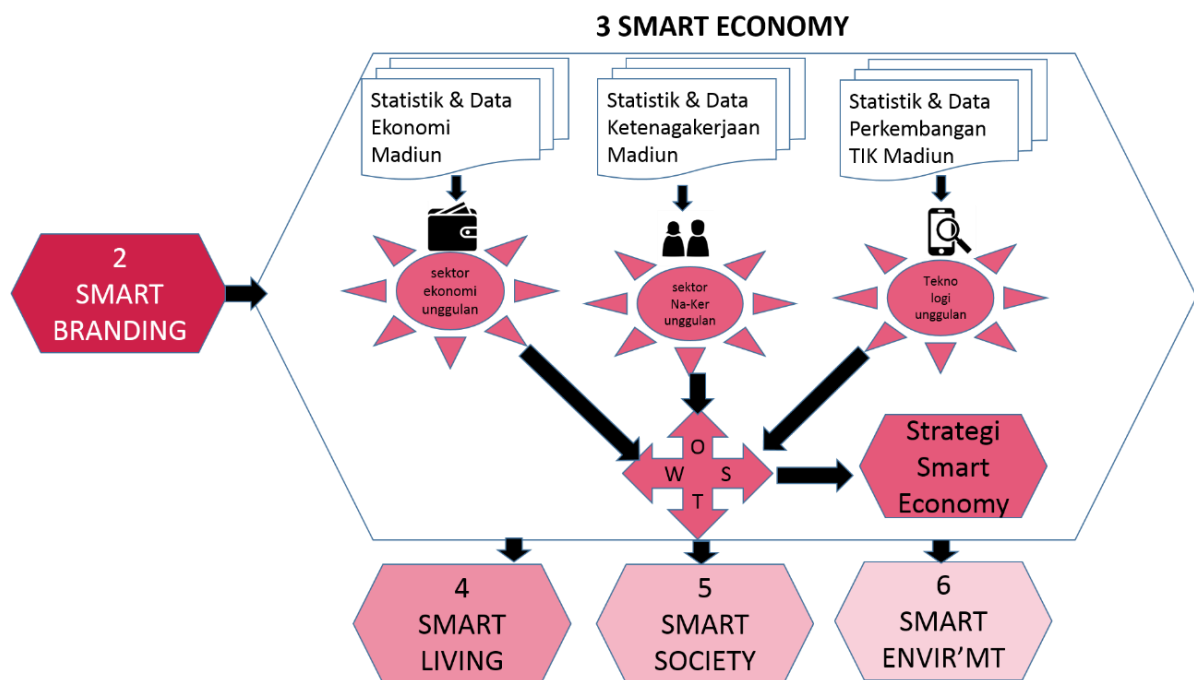 3 SMART ECONOMY
Statistik & Data
Ekonomi
Madiun
Statistik & Data
Ketenagakerjaan
Madiun
Statistik & Data
Perkembangan
TIK Madiun
2
SMART
BRANDING
sektor
ekonomi
unggulan
sektor
Na-Ker
unggulan
Tekno
logi
unggulan
O
W S
T
Strategi
Smart
Economy
4
SMART
LIVING
5
SMART
SOCIETY
6
SMART
ENVIR’MT